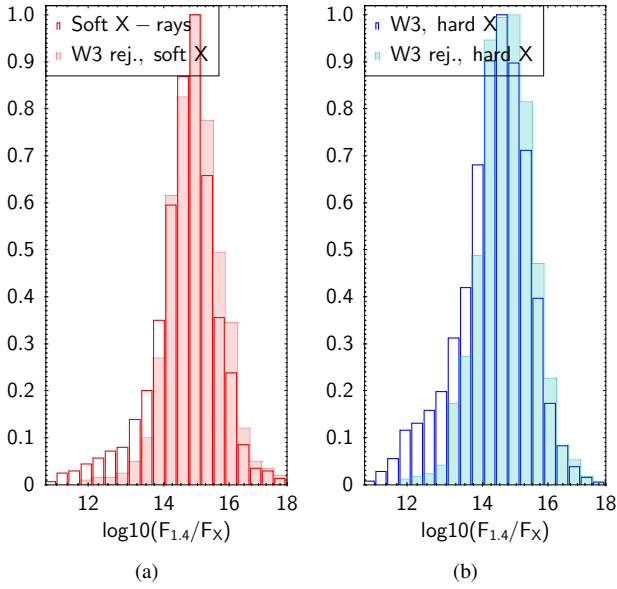 Soft X – rays
W3 rej., soft X
1.0
0.9
0.8
0.7
0.6
0.5
0.4
0.3
0.2
0.1
0
12 14 16 18
log10(F1.4/FX)
(a)
W3, hard X
W3 rej., hard X
1.0
0.9
0.8
0.7
0.6
0.5
0.4
0.3
0.2
0.1
0
12 14 16 18
log10(F1.4/FX)
(b)